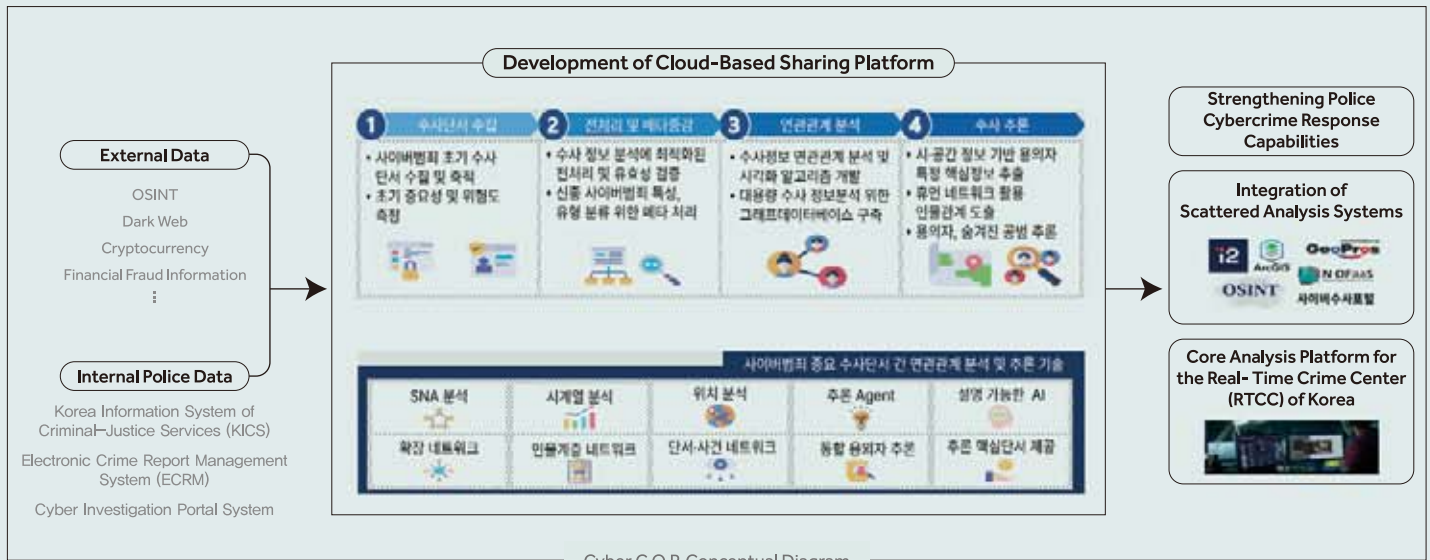 Development of Cloud-Based Sharing Platform
External Data
OSINT
Dark Web
Cryptocurrency
Financial Fraud Information
⋮
Internal Police Data
Korea Information System of
Criminal-Justice Services (KICS)
Electronic Crime Report Management
System (ECRM)
Cyber Investigation Portal System
1 수사단서 수집
• 사이버범죄 초기 수사
단서 수집 및 축적
• 초기 중요성 및 위험도
측정
2 전처리 및 메타증강
• 수사 정보 분석에 최적화된
전처리 및 유효성 검증
• 신종 사이버범죄 특성,
유형 분류 위한 메타 처리
3 연관관계 분석
• 수사정보 연관관계 분석 및
시각화 알고리즘 개발
• 대용량 수사 정보분석 위한
그래프데이터베이스 구축
4 수사 추론
• 시·공간 정보 기반 용의자
특정 핵심정보 추출
• 휴먼 네트워크 활용
인물관계 도출
• 용의자, 숨겨진 공범 추론
사이버범죄 중요 수사단서 간 연관관계 분석 및 추론 기술
SNA 분석
시계열 분석
위치 분석
추론 Agent
설명 가능한 AI
확장 네트워크
인물계층 네트워크
단서·사건 네트워크
통합 용의자 추론
추론 핵심단서 제공
Strengthening Police
Cybercrime Response
Capabilities
Integration of
Scattered Analysis Systems
i2
ArcGIS
GeoPros
OSINT
사이버수사포털
Core Analysis Platform for
the Real- Time Crime Center
(RTCC) of Korea
Cyber C.O.P. Conceptual Diagram